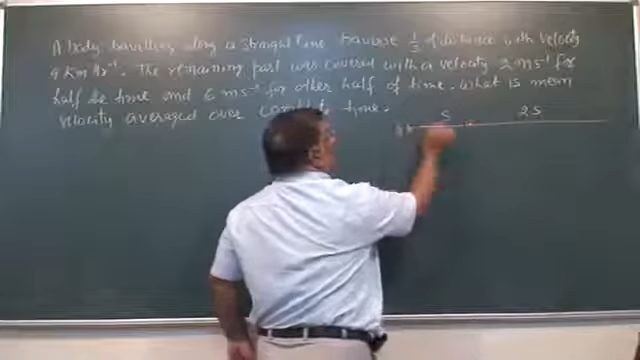 A body travelling along a straight line traverse 1/3 of distance with velocity
9 Km hr⁻¹. The remaining part was covered with a velocity 2 ms⁻¹ for
half the time and 6 ms⁻¹ for other half of time. What is mean
velocity averaged over complete time.
S 2S